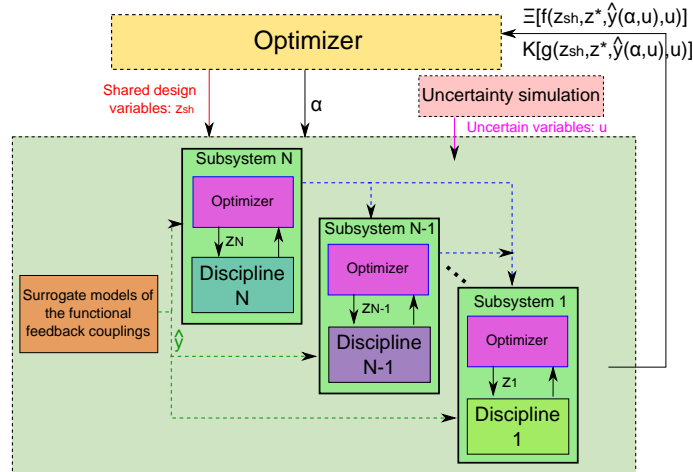 Optimizer
Ξ[f(zsh,z*,ŷ(α,u),u)]
K[g(zsh,z*,ŷ(α,u),u)]
Shared design
variables: zsh
α
Uncertainty simulation
Uncertain variables: u
Subsystem N
Optimizer
zN
Discipline
N
Subsystem N-1
Optimizer
zN-1
Discipline
N-1
Subsystem 1
Optimizer
z1
Discipline
1
Surrogate models of
the functional
feedback couplings
ŷ